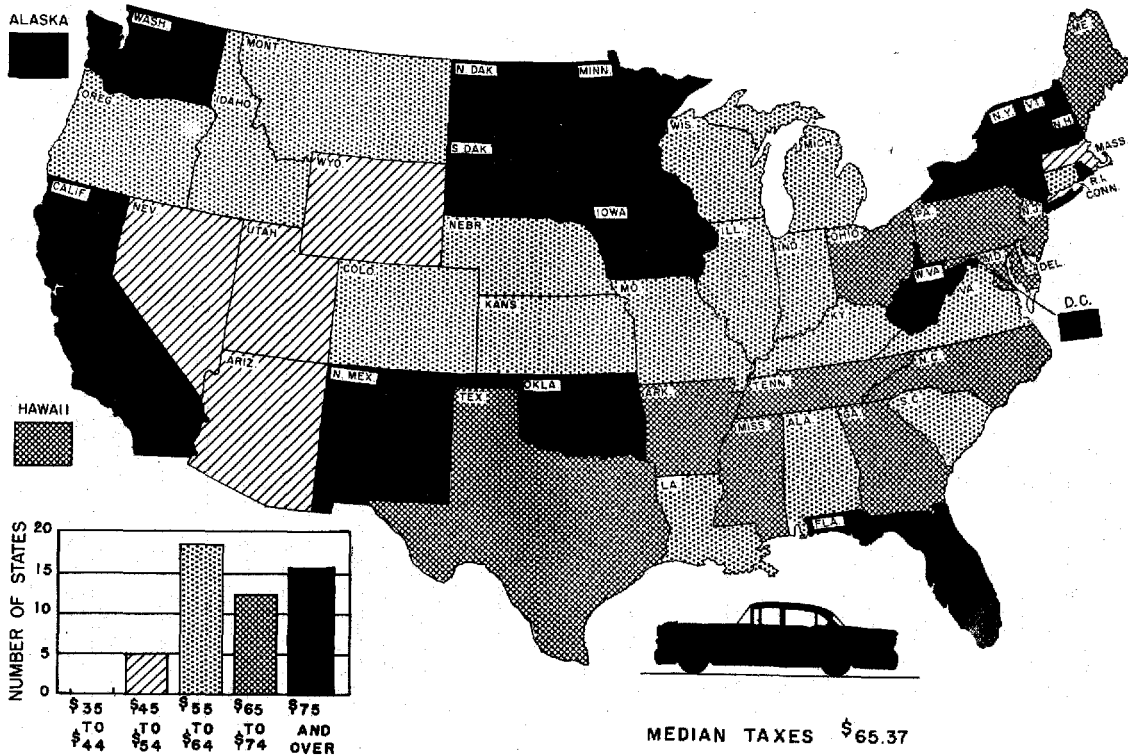 ALASKA
WASH.
MONT.
N. DAK.
MINN.
ME.
OREG.
IDAHO
N.Y.
VT.
N.H.
WIS.
MICH.
MASS.
S. DAK.
WYO.
R.I.
CONN.
CALIF.
NEV.
IOWA
PA.
N.J.
UTAH
NEBR.
ILL.
IND.
OHIO
MD.
DEL.
COLO.
W.VA.
VA.
D.C.
KANS.
MO.
KY.
ARIZ.
N. MEX.
OKLA.
N.C.
TENN.
HAWAII
TEX.
ARK.
S.C.
MISS.
ALA.
GA.
LA.
FLA.
NUMBER OF STATES
20
15
10
5
0
$35 TO $44
$45 TO $54
$55 TO $64
$65 TO $74
$75 AND OVER
MEDIAN TAXES $65.37